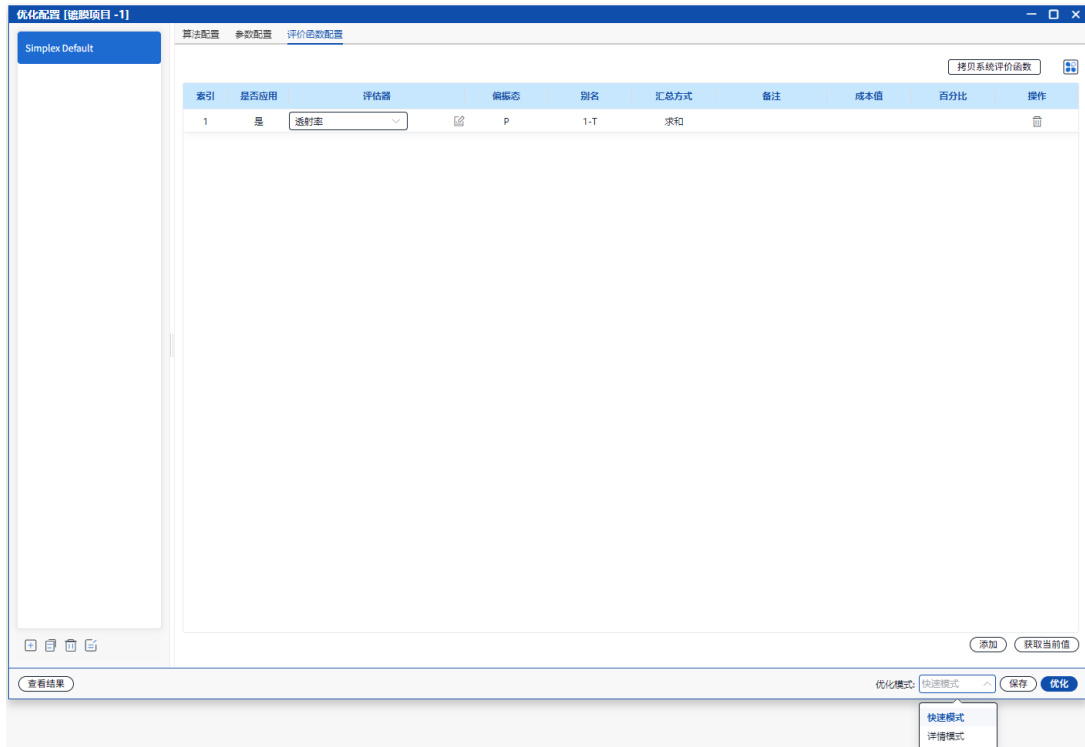 优化配置 [镀膜项目 -1]
Simplex Default
算法配置 参数配置 评价函数配置
拷贝系统评价函数
索引 是否应用 评估器 偏振态 别名 汇总方式 备注 成本值 百分比 操作
1 是 透射率 P 1-T 求和
添加 获取当前值
查看结果 优化模式: 快速模式 保存 优化
快速模式
详情模式